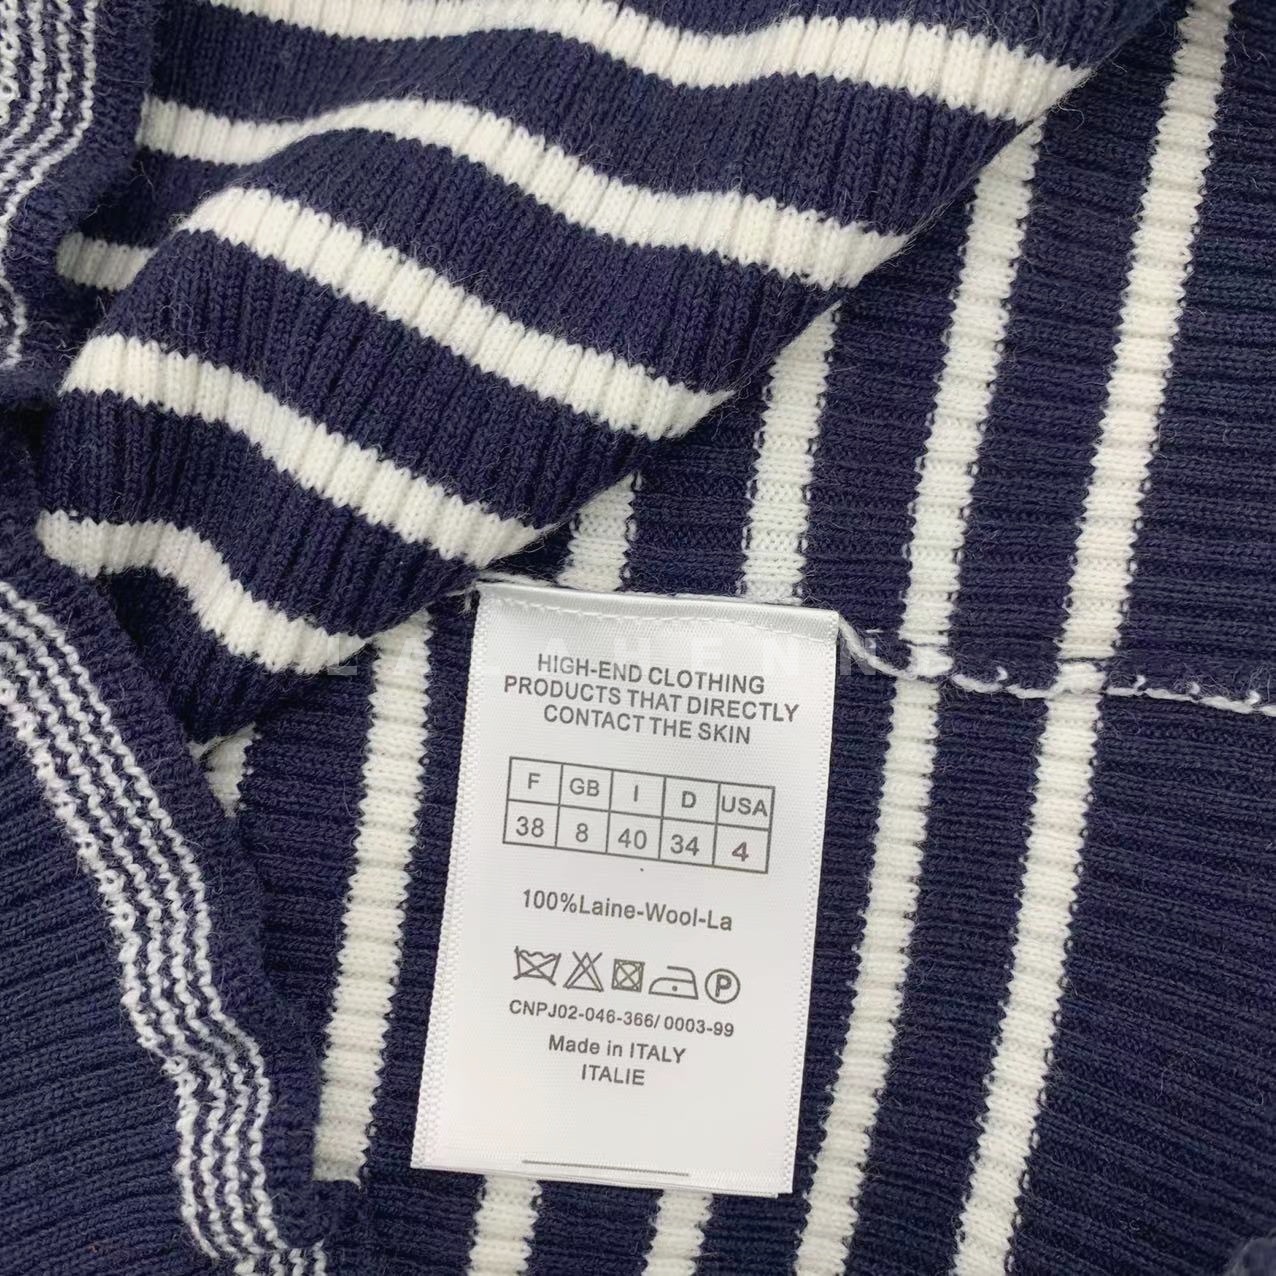 LALAHENN
HIGH-END CLOTHING
PRODUCTS THAT DIRECTLY
CONTACT THE SKIN
F GB I D USA
38 8 40 34 4
100%Laine-Wool-La
P
CNPJ02-046-366/ 0003-99
Made in ITALY
ITALIE